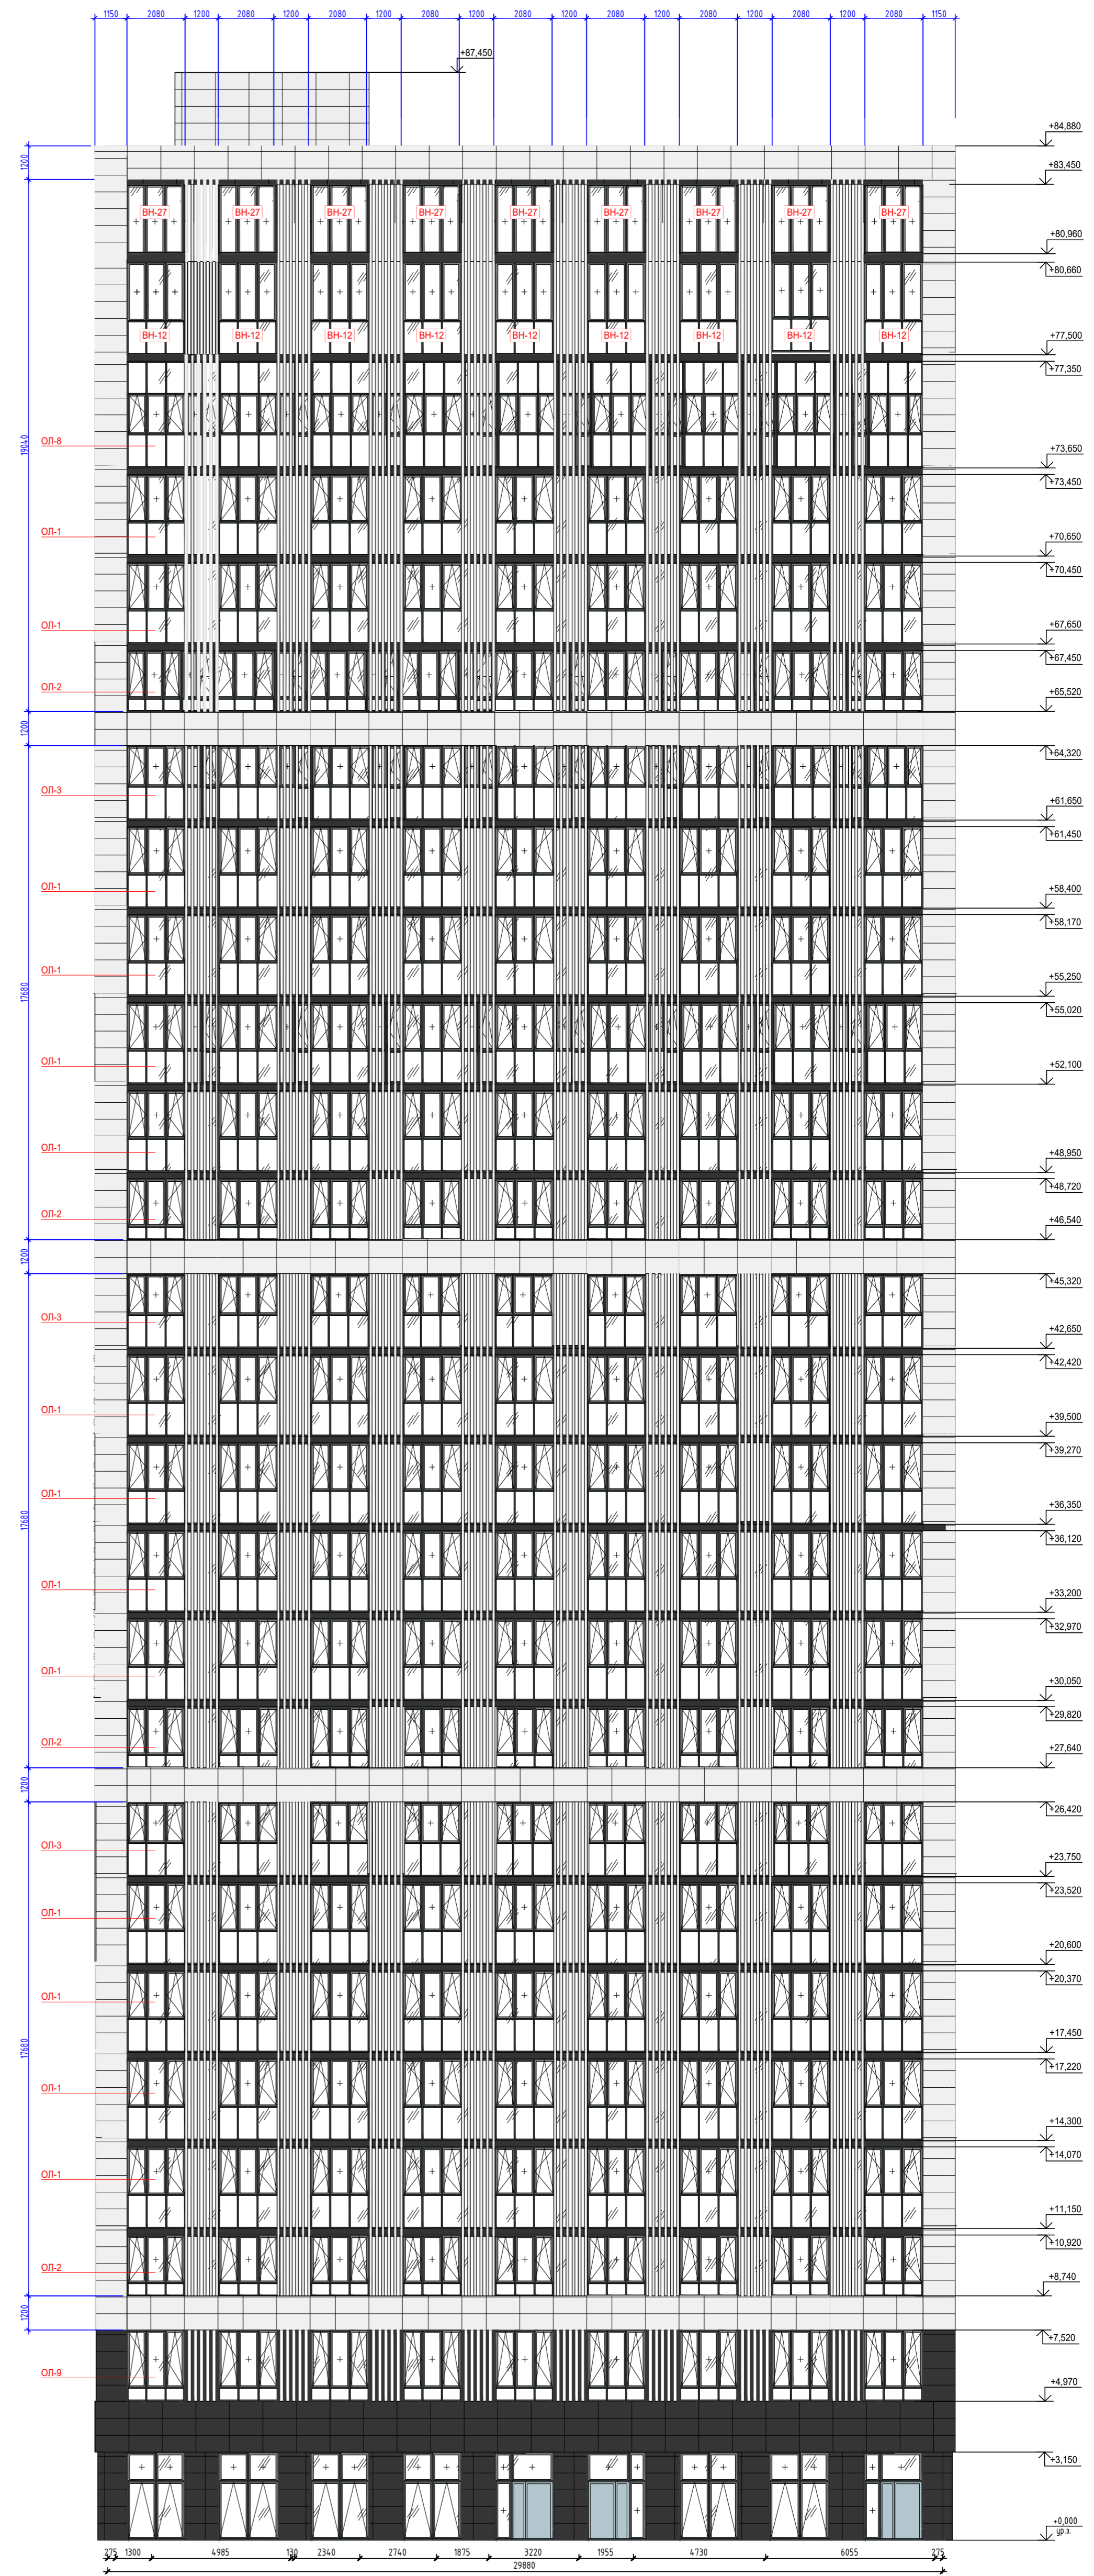 1150 2080 1200 2080 1200 2080 1200 2080 1200 2080 1200 2080 1200 2080 1200 2080 1200 2080 1150
+87,450
+84,880
1200
+83,450
ВН-27 ВН-27 ВН-27 ВН-27 ВН-27 ВН-27 ВН-27 ВН-27 ВН-27
+80,960
+80,660
ВН-12 ВН-12 ВН-12 ВН-12 ВН-12 ВН-12 ВН-12 ВН-12 ВН-12
+77,500
+77,350
19040
ОЛ-8
+73,650
+73,450
ОЛ-1
+70,650
+70,450
ОЛ-1
+67,650
+67,450
ОЛ-2
+65,520
1200
+64,320
ОЛ-3
+61,650
+61,450
ОЛ-1
+58,400
+58,170
ОЛ-1
+55,250
17680
+55,020
ОЛ-1
+52,100
ОЛ-1
+48,950
+48,720
ОЛ-2
+46,540
1200
+45,320
ОЛ-3
+42,650
+42,420
ОЛ-1
+39,500
+39,270
ОЛ-1
+36,350
17680
+36,120
ОЛ-1
+33,200
+32,970
ОЛ-1
+30,050
+29,820
ОЛ-2
+27,640
1200
+26,420
ОЛ-3
+23,750
+23,520
ОЛ-1
+20,600
+20,370
ОЛ-1
+17,450
17680
+17,220
ОЛ-1
+14,300
+14,070
ОЛ-1
+11,150
+10,920
ОЛ-2
+8,740
1200
+7,520
ОЛ-9
+4,970
+3,150
+0,000
ур.з.
275 1300 4985 130 2340 2740 1875 3220 1955 4730 6055 275
29880